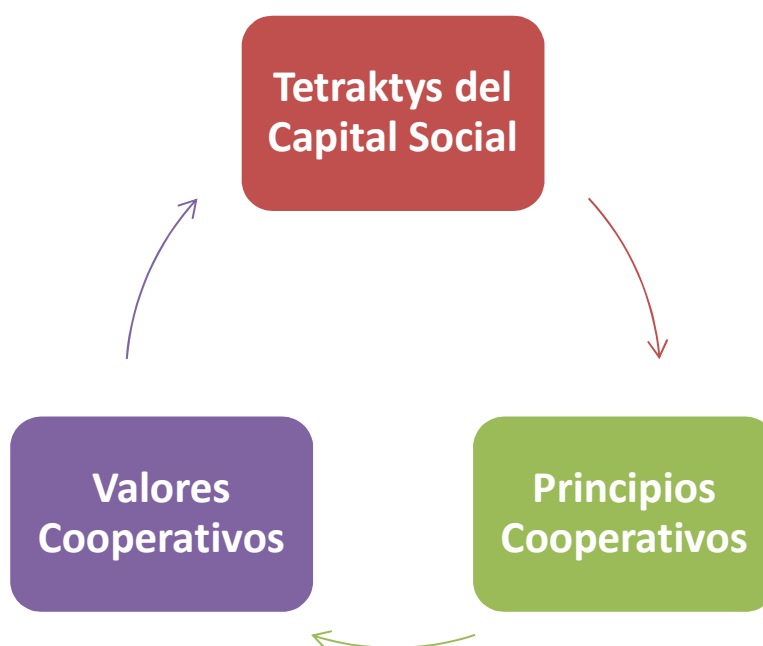 Tetraktys del
Capital Social
Valores
Cooperativos
Principios
Cooperativos